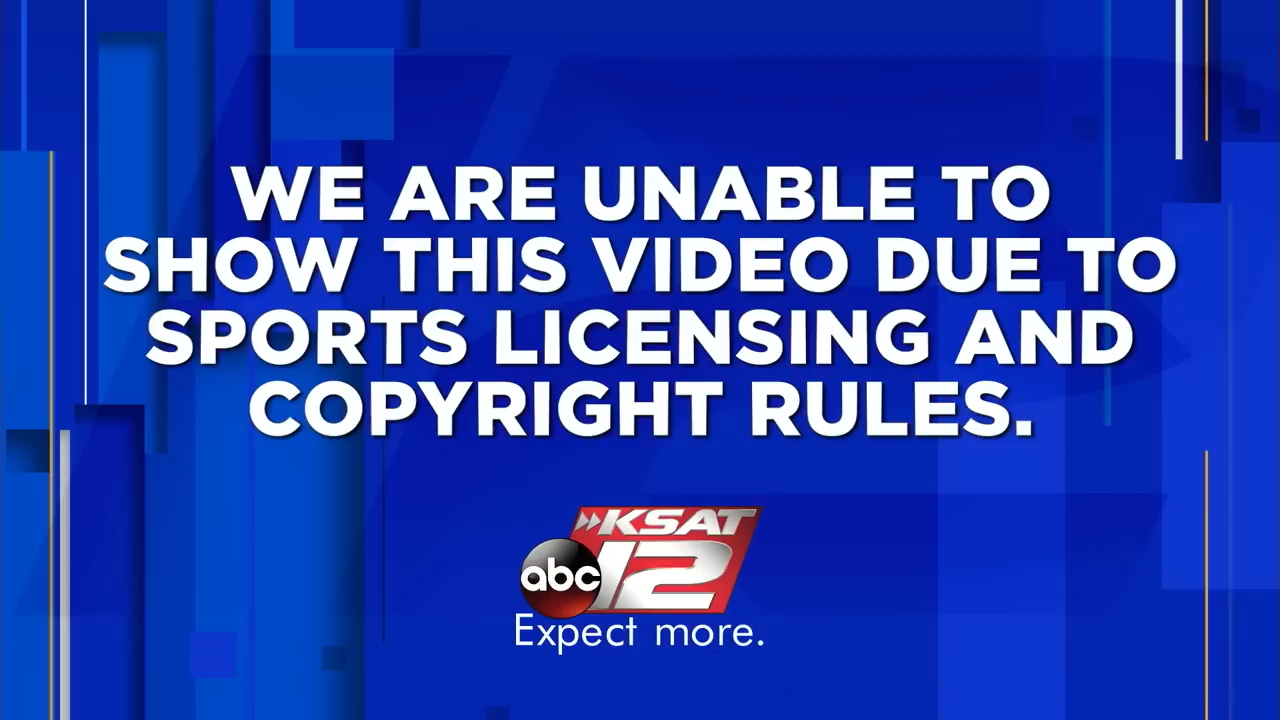 WE ARE UNABLE TO
SHOW THIS VIDEO DUE TO
SPORTS LICENSING AND
COPYRIGHT RULES.
KSAT
abc 12
Expect more.